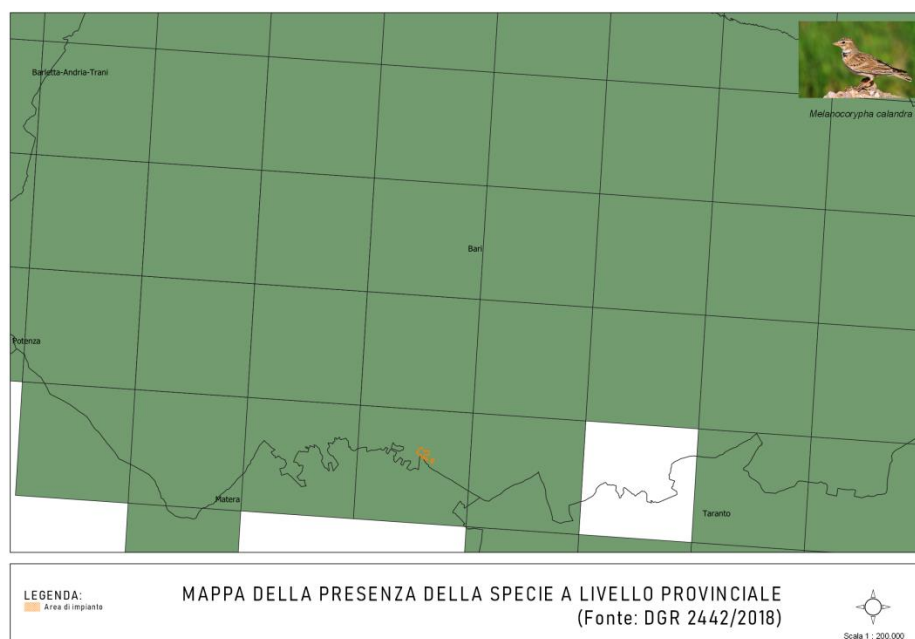 Barletta-Andria-Trani
Melanocorypha calandra
Bari
Potenza
Matera
Taranto
LEGENDA:
Area di impianto
MAPPA DELLA PRESENZA DELLA SPECIE A LIVELLO PROVINCIALE
(Fonte: DGR 2442/2018)
Scala 1 : 200.000